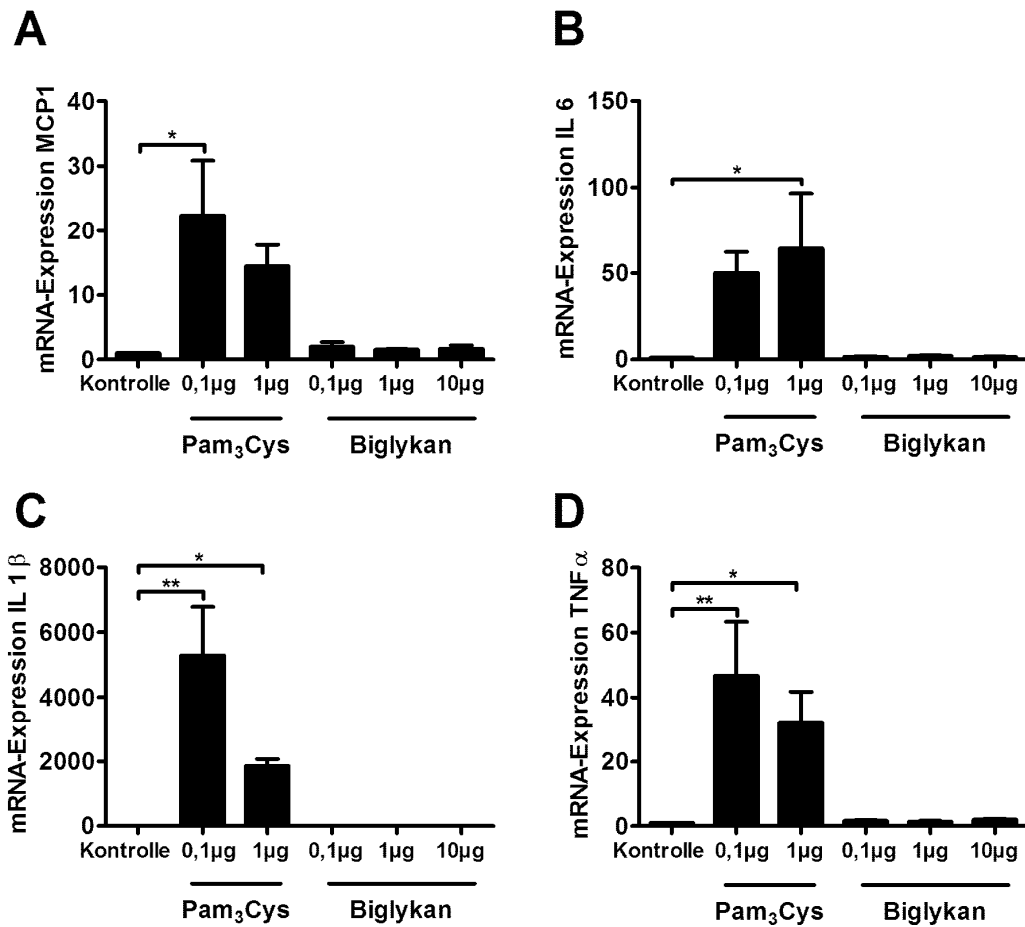 A
mRNA-Expression MCP1
40
30
20
10
0
*
Kontrolle 0,1µg 1µg 0,1µg 1µg 10µg
Pam₃Cys Biglykan
B
mRNA-Expression IL 6
150
100
50
0
*
Kontrolle 0,1µg 1µg 0,1µg 1µg 10µg
Pam₃Cys Biglykan
C
mRNA-Expression IL 1β
8000
6000
4000
2000
0
*
**
Kontrolle 0,1µg 1µg 0,1µg 1µg 10µg
Pam₃Cys Biglykan
D
mRNA-Expression TNFα
80
60
40
20
0
*
**
Kontrolle 0,1µg 1µg 0,1µg 1µg 10µg
Pam₃Cys Biglykan